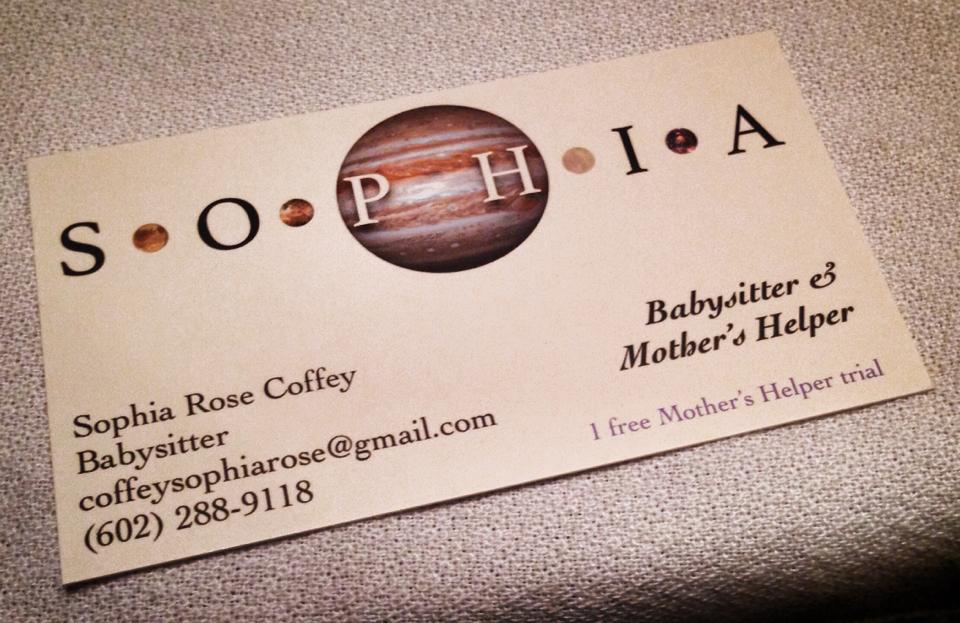 S O P H I A
Babysitter &
Mother's Helper
1 free Mother's Helper trial
Sophia Rose Coffey
Babysitter
coffeysophiarose@gmail.com
(602) 288-9118